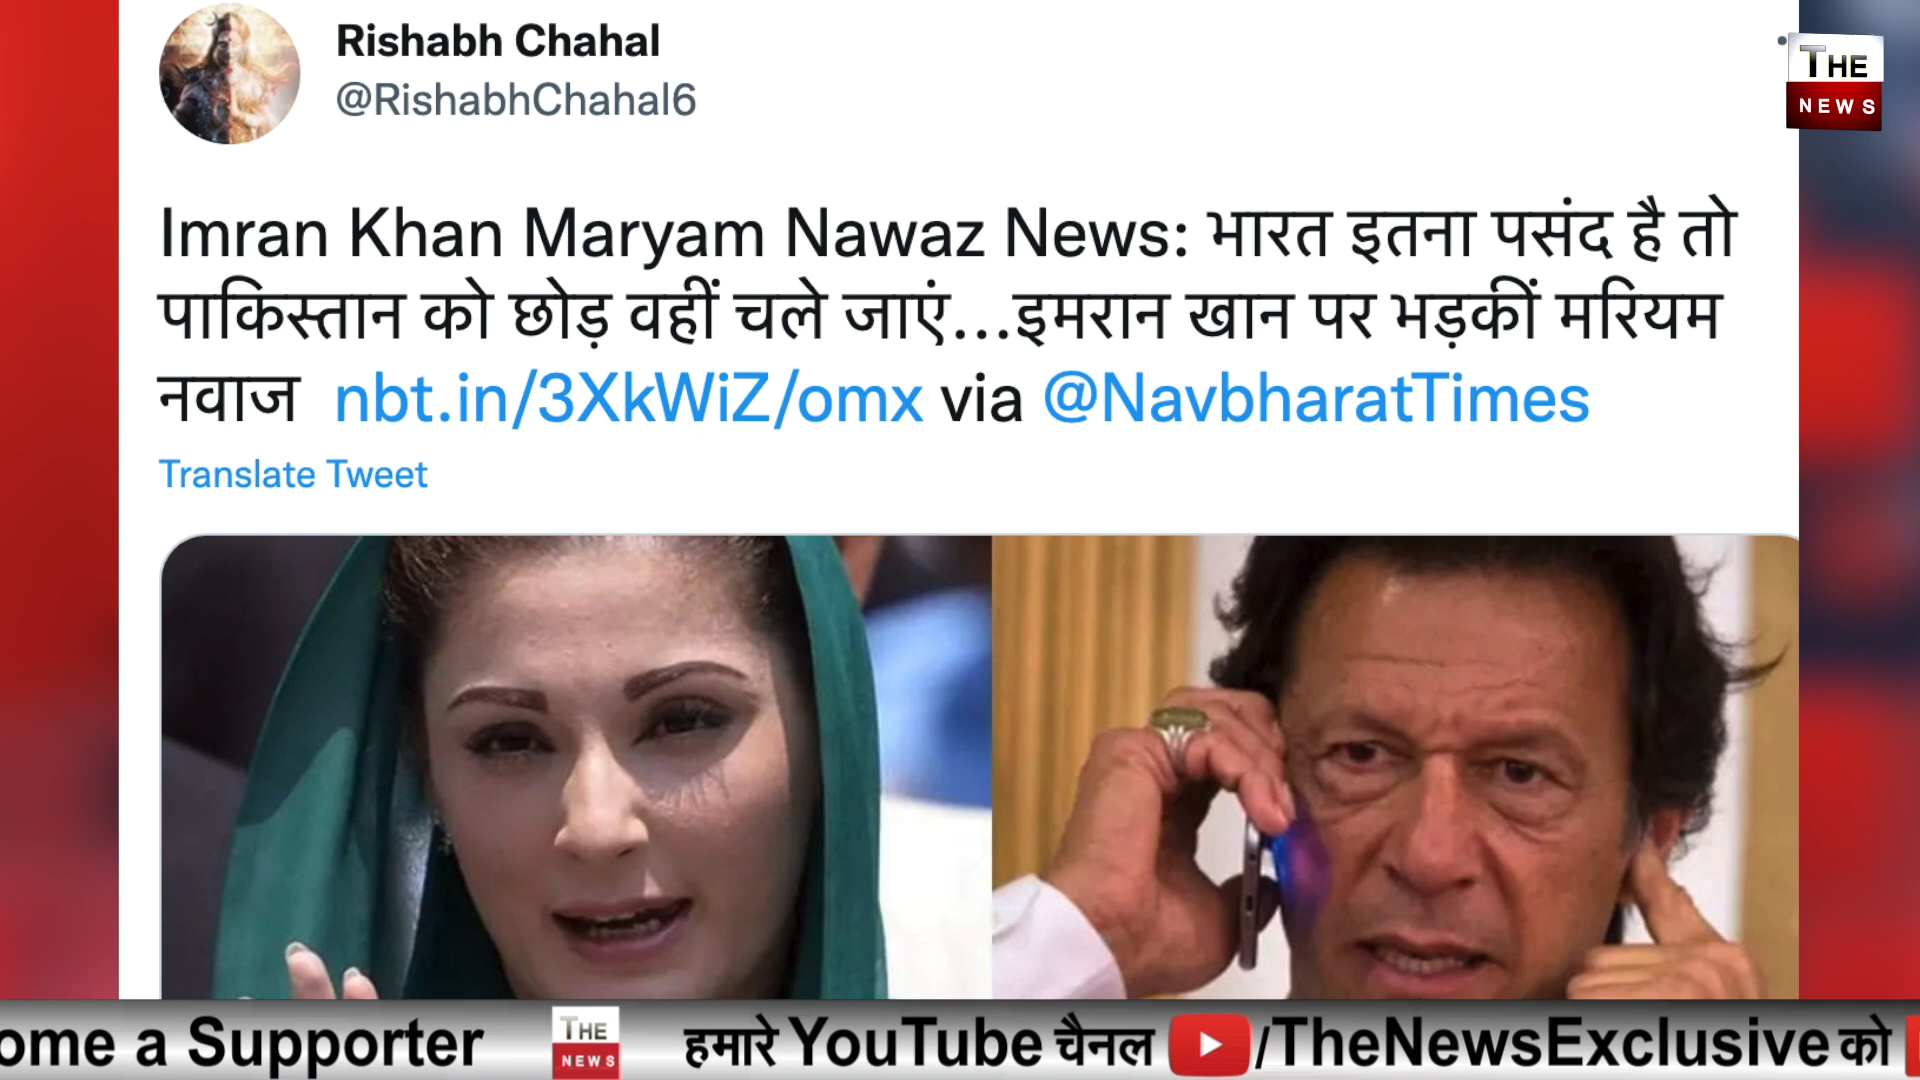 Rishabh Chahal
@RishabhChahal6
THE
NEWS
Imran Khan Maryam Nawaz News: भारत इतना पसंद है तो
पाकिस्तान को छोड़ वहीं चले जाएं...इमरान खान पर भड़कीं मरियम
नवाज nbt.in/3XkWiZ/omx via @NavbharatTimes
Translate Tweet
ome a Supporter THE NEWS हमारे YouTube चैनल /TheNewsExclusive को